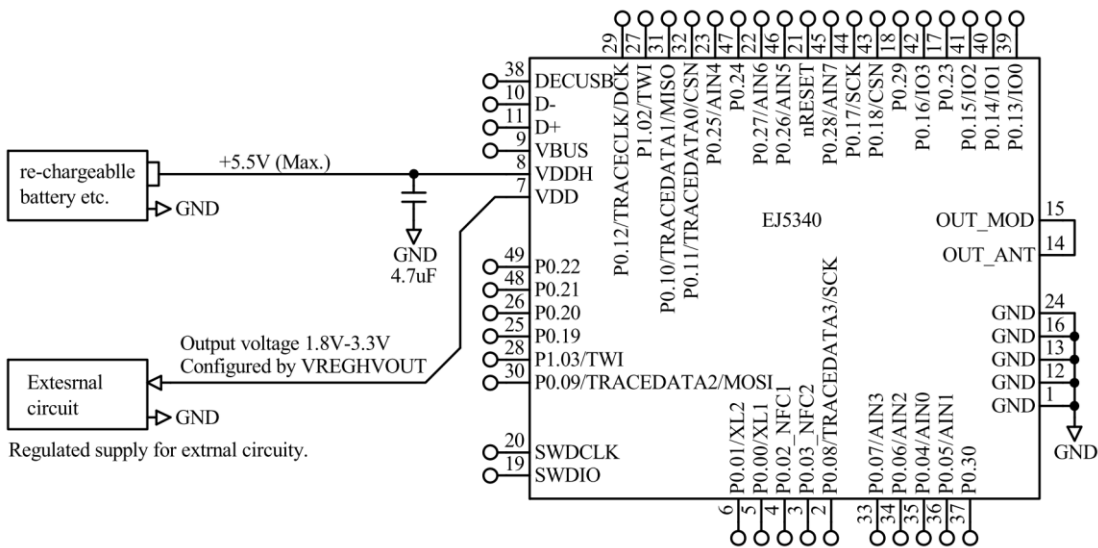 29
27
31
32
23
47
22
46
21
45
44
43
18
42
17
41
40
39
P0.12/TRACECLK/DCK
P1.02/TWI
P0.10/TRACEDATA1/MISO
P0.11/TRACEDATA0/CSN
P0.25/AIN4
P0.24
P0.27/AIN6
P0.26/AIN5
nRESET
P0.28/AIN7
P0.17/SCK
P0.18/CSN
P0.29
P0.16/IO3
P0.23
P0.15/IO2
P0.14/IO1
P0.13/IO0
38 DECUSB
10 D-
11 D+
9 VBUS
8 VDDH
7 VDD
re-chargeablle
battery etc.
+5.5V (Max.)
GND
GND
4.7uF
EJ5340
OUT_MOD 15
OUT_ANT 14
49 P0.22
48 P0.21
26 P0.20
25 P0.19
28 P1.03/TWI
30 P0.09/TRACEDATA2/MOSI
GND 24
GND 16
GND 13
GND 12
GND 1
GND
Output voltage 1.8V-3.3V
Configured by VREGHVOUT
Extesrnal
circuit
GND
Regulated supply for extrnal circuity.
20 SWDCLK
19 SWDIO
P0.01/XL2
P0.00/XL1
P0.02_NFC1
P0.03_NFC2
P0.08/TRACEDATA3/SCK
P0.07/AIN3
P0.06/AIN2
P0.04/AIN0
P0.05/AIN1
P0.30
6
5
4
3
2
33
34
35
36
37